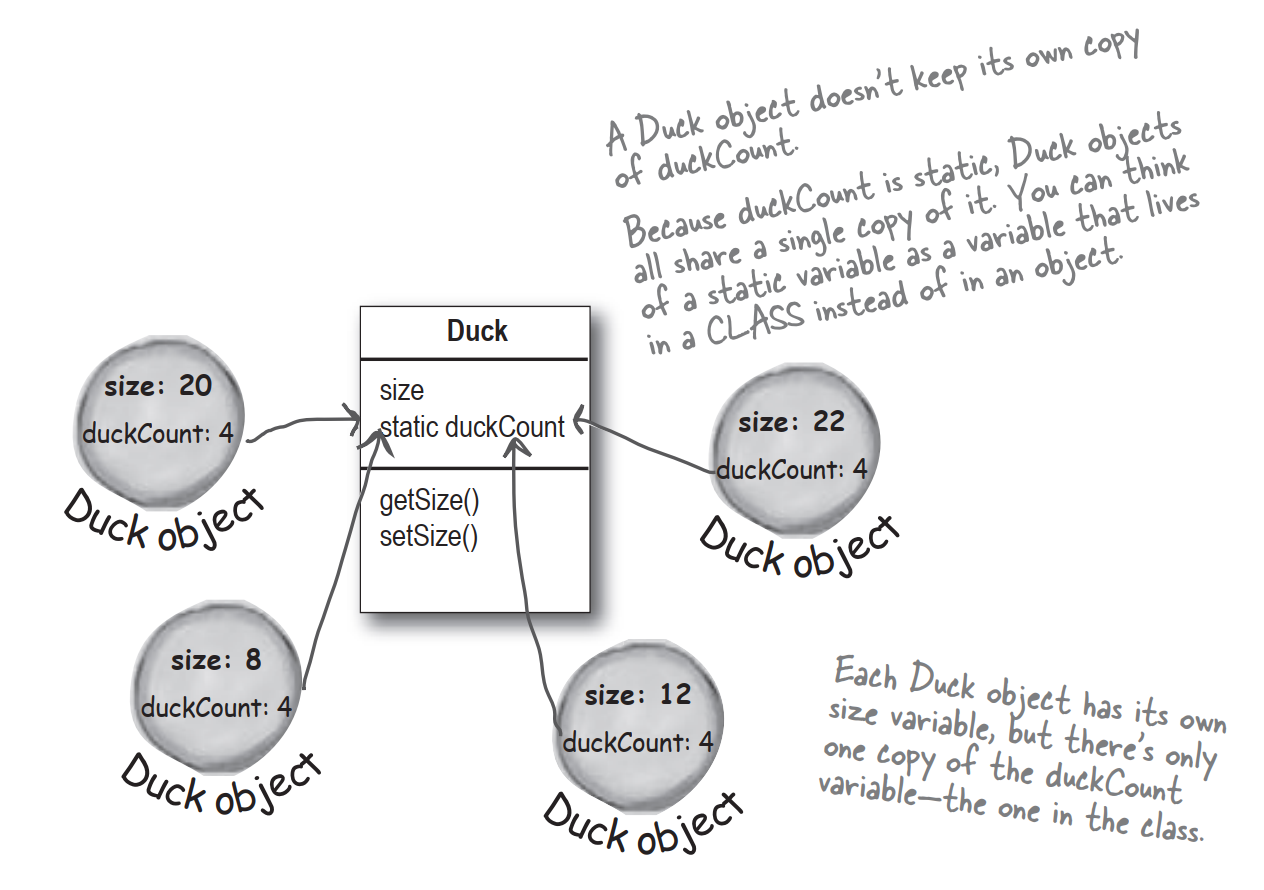 A Duck object doesn't keep its own copy
of duckCount.
Because duckCount is static, Duck objects
all share a single copy of it. You can think
of a static variable as a variable that lives
in a CLASS instead of in an object.
Duck
size
static duckCount
getSize()
setSize()
size: 20
duckCount: 4
Duck object
size: 22
duckCount: 4
Duck object
size: 8
duckCount: 4
Duck object
size: 12
duckCount: 4
Duck object
Each Duck object has its own
size variable, but there's only
one copy of the duckCount
variable—the one in the class.